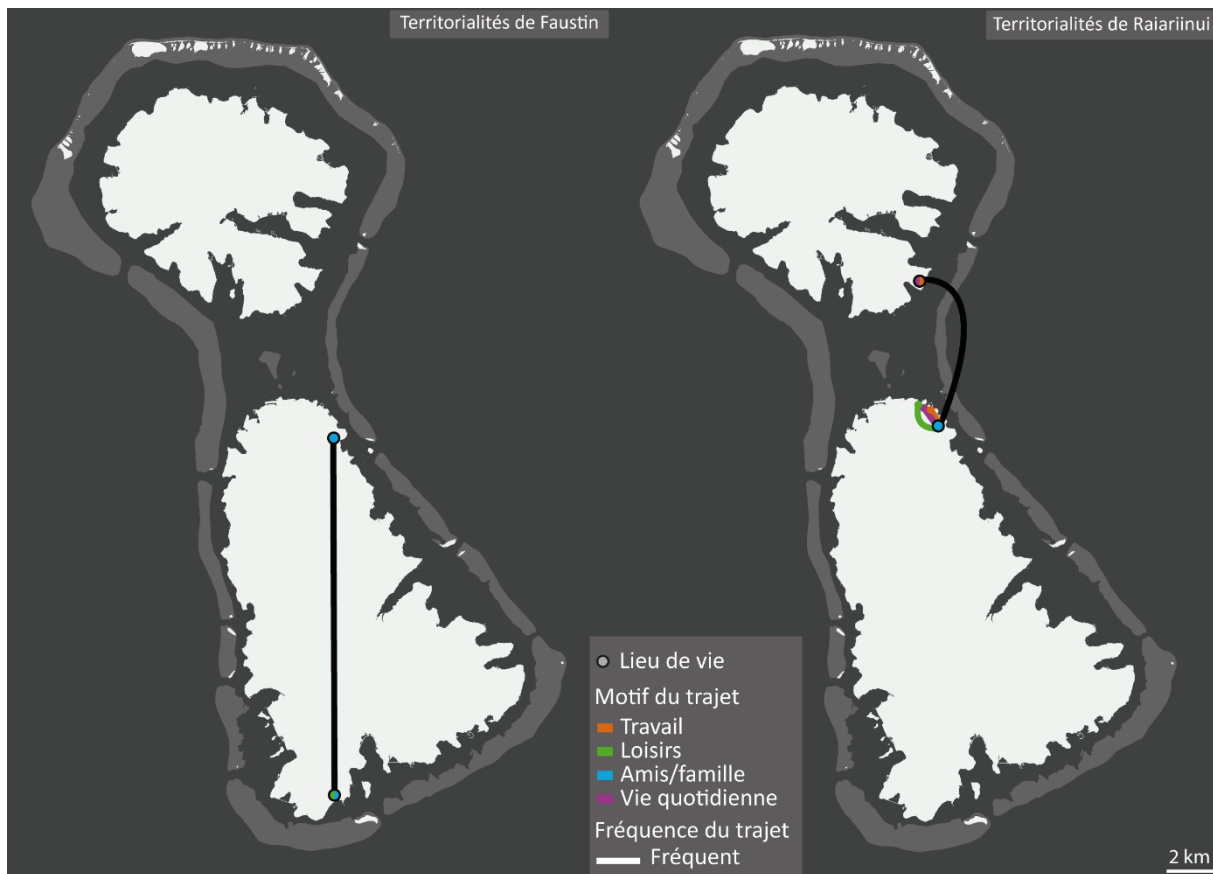 Territorialités de Faustin
Territorialités de Raiariinui
Lieu de vie
Motif du trajet
Travail
Loisirs
Amis/famille
Vie quotidienne
Fréquence du trajet
Fréquent
2 km